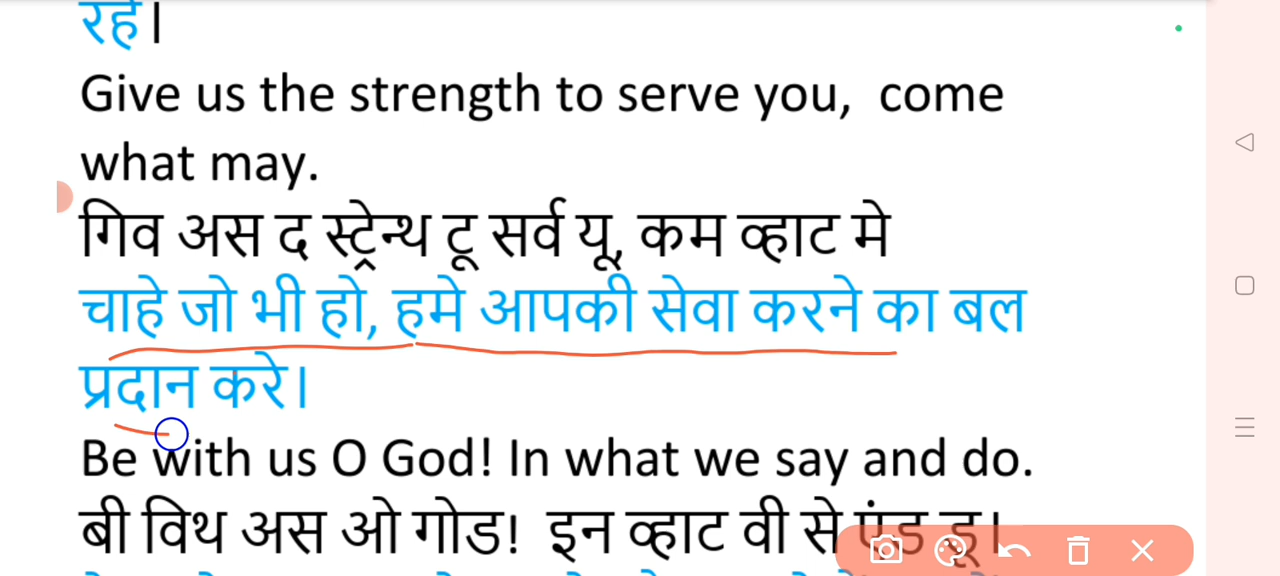 रहे।
Give us the strength to serve you, come
what may.
गिव अस द स्ट्रेन्थ टू सर्व यू, कम व्हाट मे
चाहे जो भी हो, हमे आपकी सेवा करने का बल
प्रदान करे।
Be with us O God! In what we say and do.
बी विथ अस ओ गोड! इन व्हाट वी से एंड डू।